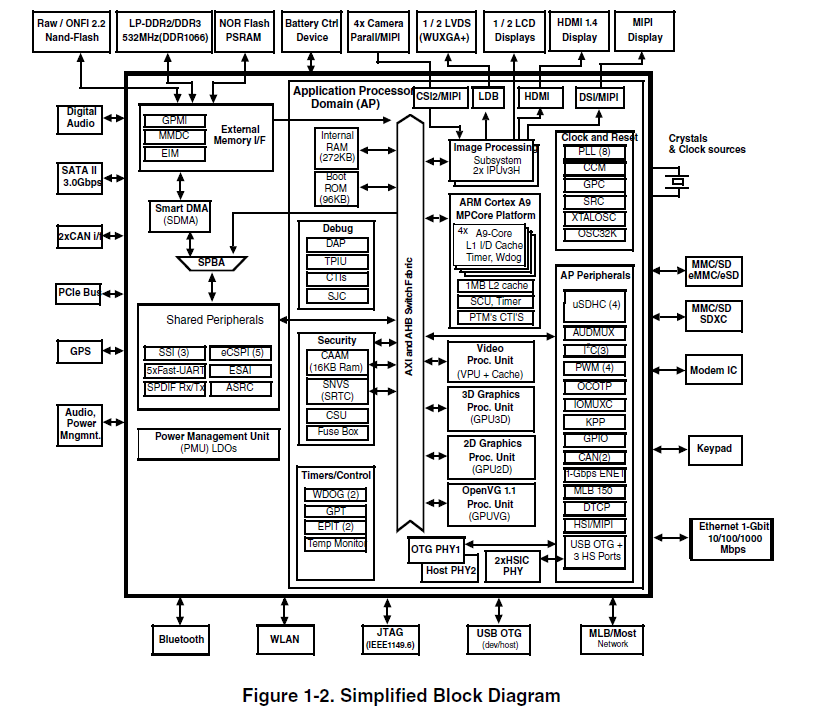 Raw / ONFI 2.2
Nand-Flash
LP-DDR2/DDR3
532MHz(DDR1066)
NOR Flash
PSRAM
Battery Ctrl
Device
4x Camera
Parall/MIPI
1 / 2 LVDS
(WUXGA+)
1 / 2 LCD
Displays
HDMI 1.4
Display
MIPI
Display
Digital
Audio
SATA II
3.0Gbps
2xCAN i/f
PCIe Bus
GPS
Audio,
Power
Mngmnt.
GPMI
MMDC
EIM
External
Memory I/F
Smart DMA
(SDMA)
SPBA
Shared Peripherals
SSI (3)
eCSPI (5)
5xFast-UART
ESAI
SPDIF Rx/Tx
ASRC
Power Management Unit
(PMU) LDOs
Application Processor
Domain (AP)
Internal
RAM
(272KB)
Boot
ROM
(96KB)
Debug
DAP
TPIU
CTIs
SJC
Security
CAAM
(16KB Ram)
SNVS
(SRTC)
CSU
Fuse Box
Timers/Control
WDOG (2)
GPT
EPIT (2)
Temp Monitor
AXI and AHB Switch Fabric
CSI2/MIPI
LDB
HDMI
DSI/MIPI
Image Processing
Subsystem
2x IPUv3H
ARM Cortex A9
MPCore Platform
4x
A9-Core
L1 I/D Cache
Timer, Wdog
1MB L2 cache
SCU, Timer
PTM's CTI'S
Video
Proc. Unit
(VPU + Cache)
3D Graphics
Proc. Unit
(GPU3D)
2D Graphics
Proc. Unit
(GPU2D)
OpenVG 1.1
Proc. Unit
(GPUVG)
OTG PHY1
Host PHY2
2xHSIC
PHY
Clock and Reset
PLL (8)
CCM
GPC
SRC
XTALOSC
OSC32K
AP Peripherals
uSDHC (4)
AUDMUX
I2C(3)
PWM (4)
OCOTP
IOMUXC
KPP
GPIO
CAN(2)
1-Gbps ENET
MLB 150
DTCP
HSI/MIPI
USB OTG +
3 HS Ports
Crystals
& Clock sources
MMC/SD
eMMC/eSD
MMC/SD
SDXC
Modem IC
Keypad
Ethernet 1-Gbit
10/100/1000
Mbps
Bluetooth
WLAN
JTAG
(IEEE1149.6)
USB OTG
(dev/host)
MLB/Most
Network
Figure 1-2. Simplified Block Diagram